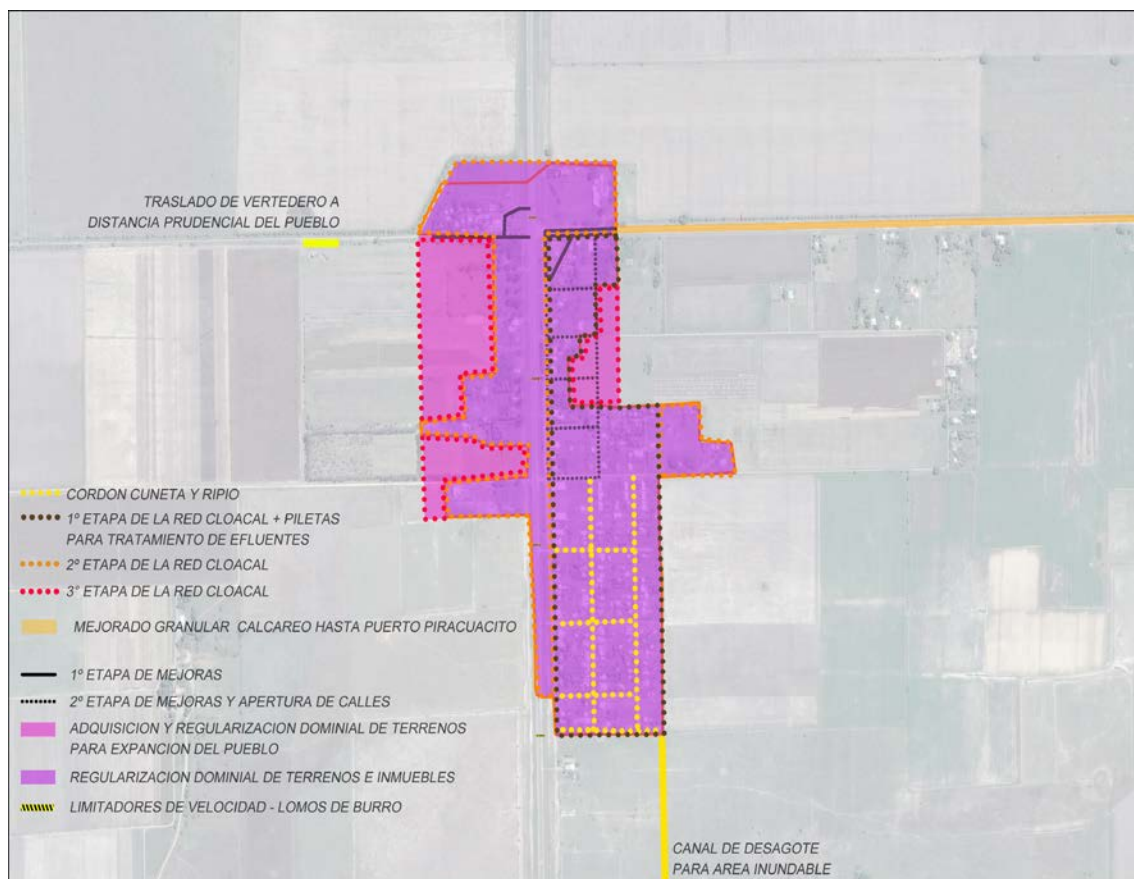 TRASLADO DE VERTEDERO A
DISTANCIA PRUDENCIAL DEL PUEBLO
CORDON CUNETA Y RIPIO
1º ETAPA DE LA RED CLOACAL + PILETAS
PARA TRATAMIENTO DE EFLUENTES
2º ETAPA DE LA RED CLOACAL
3° ETAPA DE LA RED CLOACAL
MEJORADO GRANULAR CALCAREO HASTA PUERTO PIRACUACITO
1º ETAPA DE MEJORAS
2º ETAPA DE MEJORAS Y APERTURA DE CALLES
ADQUISICION Y REGULARIZACION DOMINIAL DE TERRENOS
PARA EXPANCION DEL PUEBLO
REGULARIZACION DOMINIAL DE TERRENOS E INMUEBLES
LIMITADORES DE VELOCIDAD - LOMOS DE BURRO
CANAL DE DESAGOTE
PARA AREA INUNDABLE